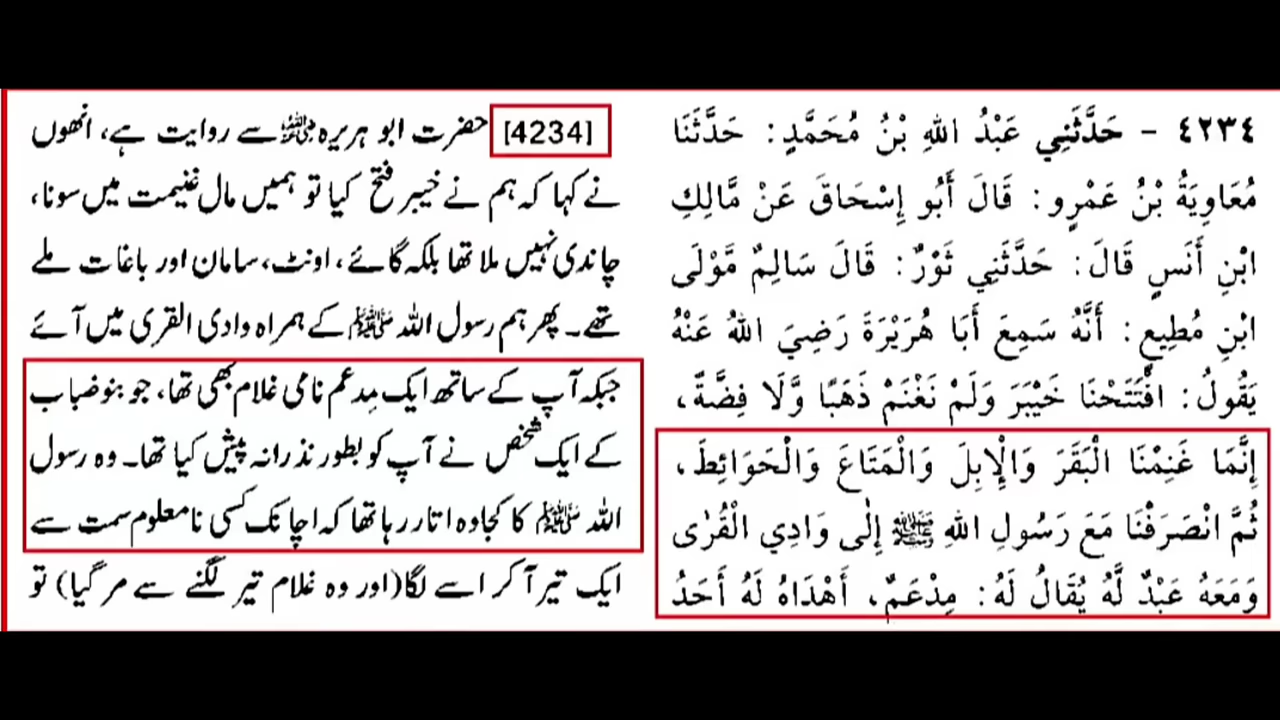 ٤٢٣٤ - حَدَّثَنِي عَبْدُ اللهِ بْنُ مُحَمَّدٍ: حَدَّثَنَا
مُعَاوِيَةُ بْنُ عَمْرٍو: قَالَ أَبُو إِسْحَاقَ عَنْ مَّالِكِ
ابْنِ أَنَسٍ قَالَ: حَدَّثَنِي ثَوْرٌ: قَالَ سَالِمٌ مَّوْلَى
ابْنِ مُطِيعٍ: أَنَّهُ سَمِعَ أَبَا هُرَيْرَةَ رَضِيَ اللهُ عَنْهُ
يَقُولُ: افْتَتَحْنَا خَيْبَرَ وَلَمْ نَغْنَمْ ذَهَبًا وَّلَا فِضَّةً،
إِنَّمَا غَنِمْنَا الْبَقَرَ وَالْإِبِلَ وَالْمَتَاعَ وَالْحَوَائِطَ،
ثُمَّ انْصَرَفْنَا مَعَ رَسُولِ اللهِ ﷺ إِلٰى وَادِي الْقُرٰى
وَمَعَهُ عَبْدٌ لَّهُ يُقَالُ لَهُ: مِدْعَمٌ، أَهْدَاهُ لَهُ أَحَدُ
[4234] حضرت ابو ہریرہ ؓ سے روایت ہے، انھوں
نے کہا کہ ہم نے خیبر فتح کیا تو ہمیں مال غنیمت میں سونا،
چاندی نہیں ملا تھا بلکہ گائے، اونٹ، سامان اور باغات ملے
تھے۔ پھر ہم رسول اللہ ﷺ کے ہمراہ وادی القری میں آئے
جبکہ آپ کے ساتھ ایک مِدعم نامی غلام بھی تھا، جو بنو ضباب
کے ایک شخص نے آپ کو بطور نذرانہ پیش کیا تھا۔ وہ رسول
اللہ ﷺ کا کجاوہ اتار رہا تھا کہ اچانک کسی نامعلوم سمت سے
ایک تیر آ کر اسے لگا (اور وہ غلام تیر لگنے سے مر گیا) تو